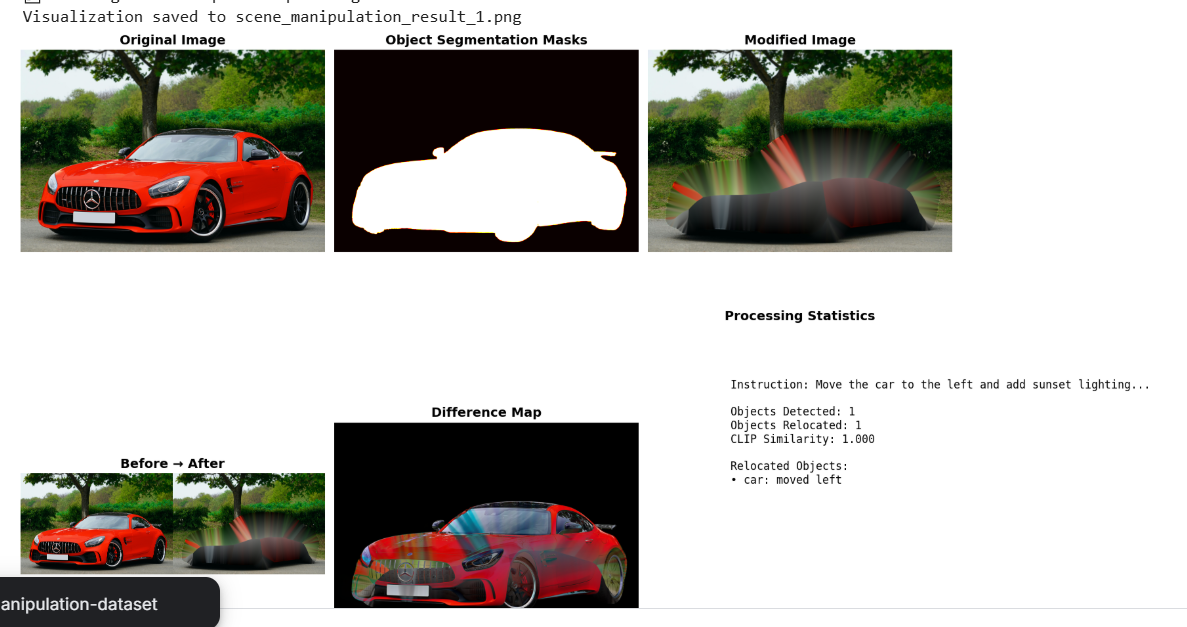 Visualization saved to scene_manipulation_result_1.png
Original Image
Object Segmentation Masks
Modified Image
Processing Statistics
Instruction: Move the car to the left and add sunset lighting...
Objects Detected: 1
Objects Relocated: 1
CLIP Similarity: 1.000
Relocated Objects:
• car: moved left
Difference Map
Before → After
anipulation-dataset